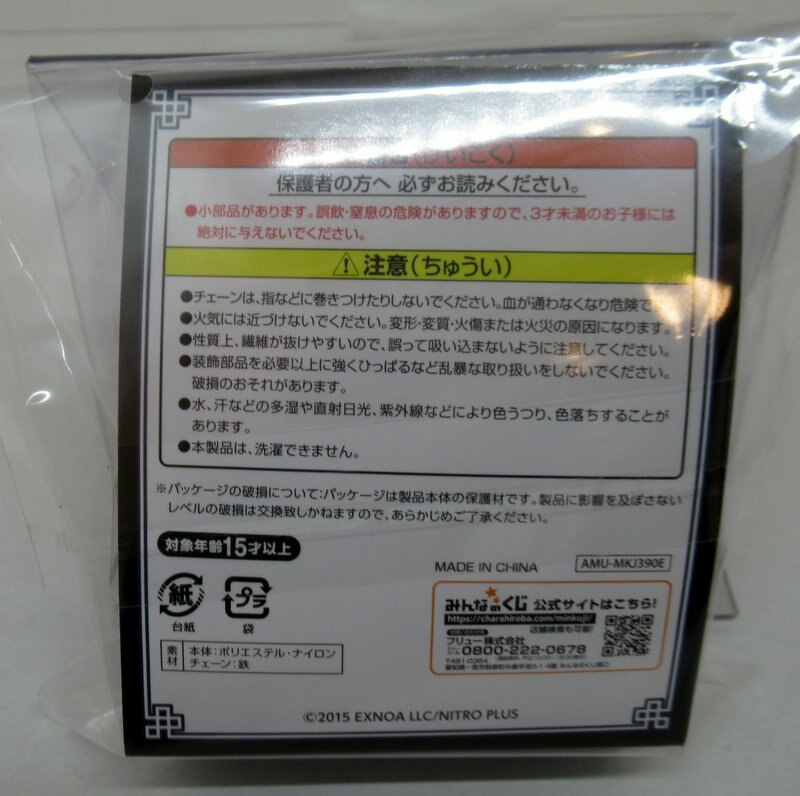 (けいこく)
保護者の方へ 必ずお読みください。
●小部品があります。誤飲・窒息の危険がありますので、3才未満のお子様には
絶対に与えないでください。
⚠注意(ちゅうい)
●チェーンは、指などに巻きつけたりしないでください。血が通わなくなり危険で
●火気には近づけないでください。変形・変質・火傷または火災の原因になります。
●性質上、繊維が抜けやすいので、誤って吸い込まないように注意してください。
●装飾部品を必要以上に強くひっぱるなど乱暴な取り扱いをしないでください。
破損のおそれがあります。
●水、汗などの多湿や直射日光、紫外線などにより色うつり、色落ちすることが
あります。
●本製品は、洗濯できません。
※パッケージの破損について:パッケージは製品本体の保護材です。製品に影響を及ぼさない
レベルの破損は交換致しかねますので、あらかじめご了承ください。
対象年齢15才以上
MADE IN CHINA
AMU-MKJ390E
紙
台紙
プラ
袋
素材
本体:ポリエステル・ナイロン
チェーン:鉄
みんなのくじ 公式サイトはこちら!
https://charahiroba.com/minkuji/
店舗検索も可能!
フリュー株式会社
0800-222-0678
〒491-0364
©2015 EXNOA LLC/NITRO PLUS